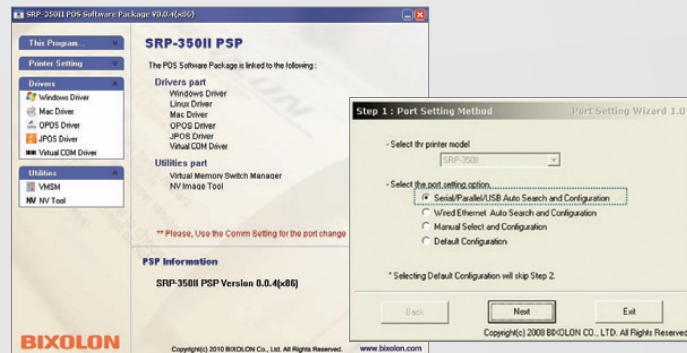 SRP-350II POS Software Package V0.0.4(x86)
This Program...
Printer Setting
Drivers
Windows Driver
Mac Driver
OPOS Driver
JPOS Driver
Virtual COM Driver
Utilities
VMSM
NV NV Tool
BIXOLON
SRP-350II PSP
The POS Software Package is linked to the following :
Drivers part
Windows Driver
Linux Driver
Mac Driver
OPOS Driver
JPOS Driver
Virtual COM Driver
Utilities part
Virtual Memory Switch Manager
NV Image Tool
** Please, Use the Comm Setting for the port change
PSP Information
SRP-350II PSP Version 0.0.4(x86)
Copyright(c) 2010 BIXOLON Co., Ltd. All Rights Reserved.
www.bixolon.com
Step 1 : Port Setting Method
Port Setting Wizard 1.0
- Select thr printer model
SRP-350II
- Select the port setting option.
Serial/Parallel/USB Auto Search and Configuration
Wired Ethernet Auto Search and Configuration
Manual Select and Configuration
Default Configuration
* Selecting Default Configuration will skip Step 2.
Back
Next
Exit
Copyright(c) 2008 BIXOLON CO., LTD. All Rights Reserved